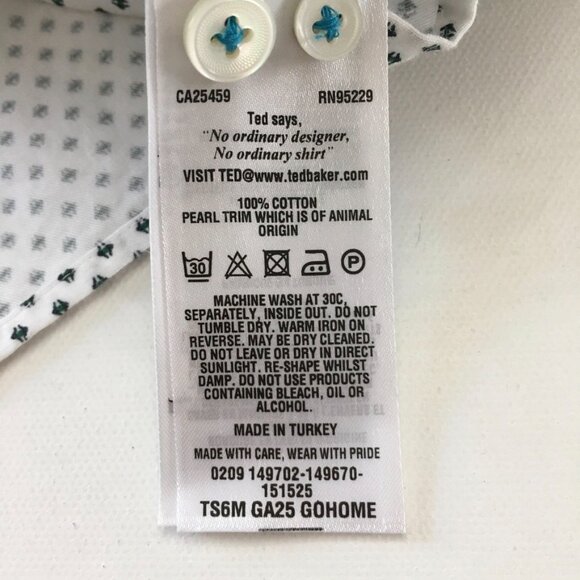 CA25459 RN95229
Ted says,
"No ordinary designer,
No ordinary shirt"
VISIT TED@www.tedbaker.com
100% COTTON
PEARL TRIM WHICH IS OF ANIMAL
ORIGIN
30 P
MACHINE WASH AT 30C,
SEPARATELY, INSIDE OUT. DO NOT
TUMBLE DRY. WARM IRON ON
REVERSE. MAY BE DRY CLEANED.
DO NOT LEAVE OR DRY IN DIRECT
SUNLIGHT. RE-SHAPE WHILST
DAMP. DO NOT USE PRODUCTS
CONTAINING BLEACH, OIL OR
ALCOHOL.
MADE IN TURKEY
MADE WITH CARE, WEAR WITH PRIDE
0209 149702-149670-
151525
TS6M GA25 GOHOME